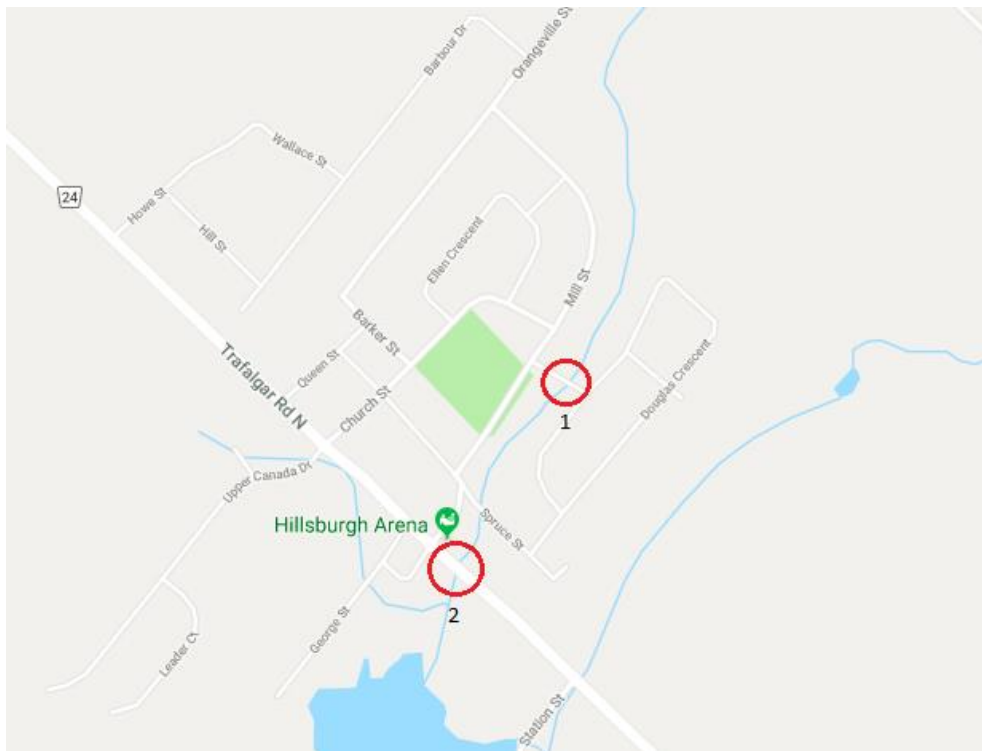 Barbour Dr
Orangeville St
Wallace St
24
Howe St
Hill St
Ellen Crescent
Mill St
Barker St
Queen St
Trafalgar Rd N
Church St
Douglas Crescent
1
Upper Canada Dr
Hillsburgh Arena
Spruce St
2
George St
Leader Ct
Station St